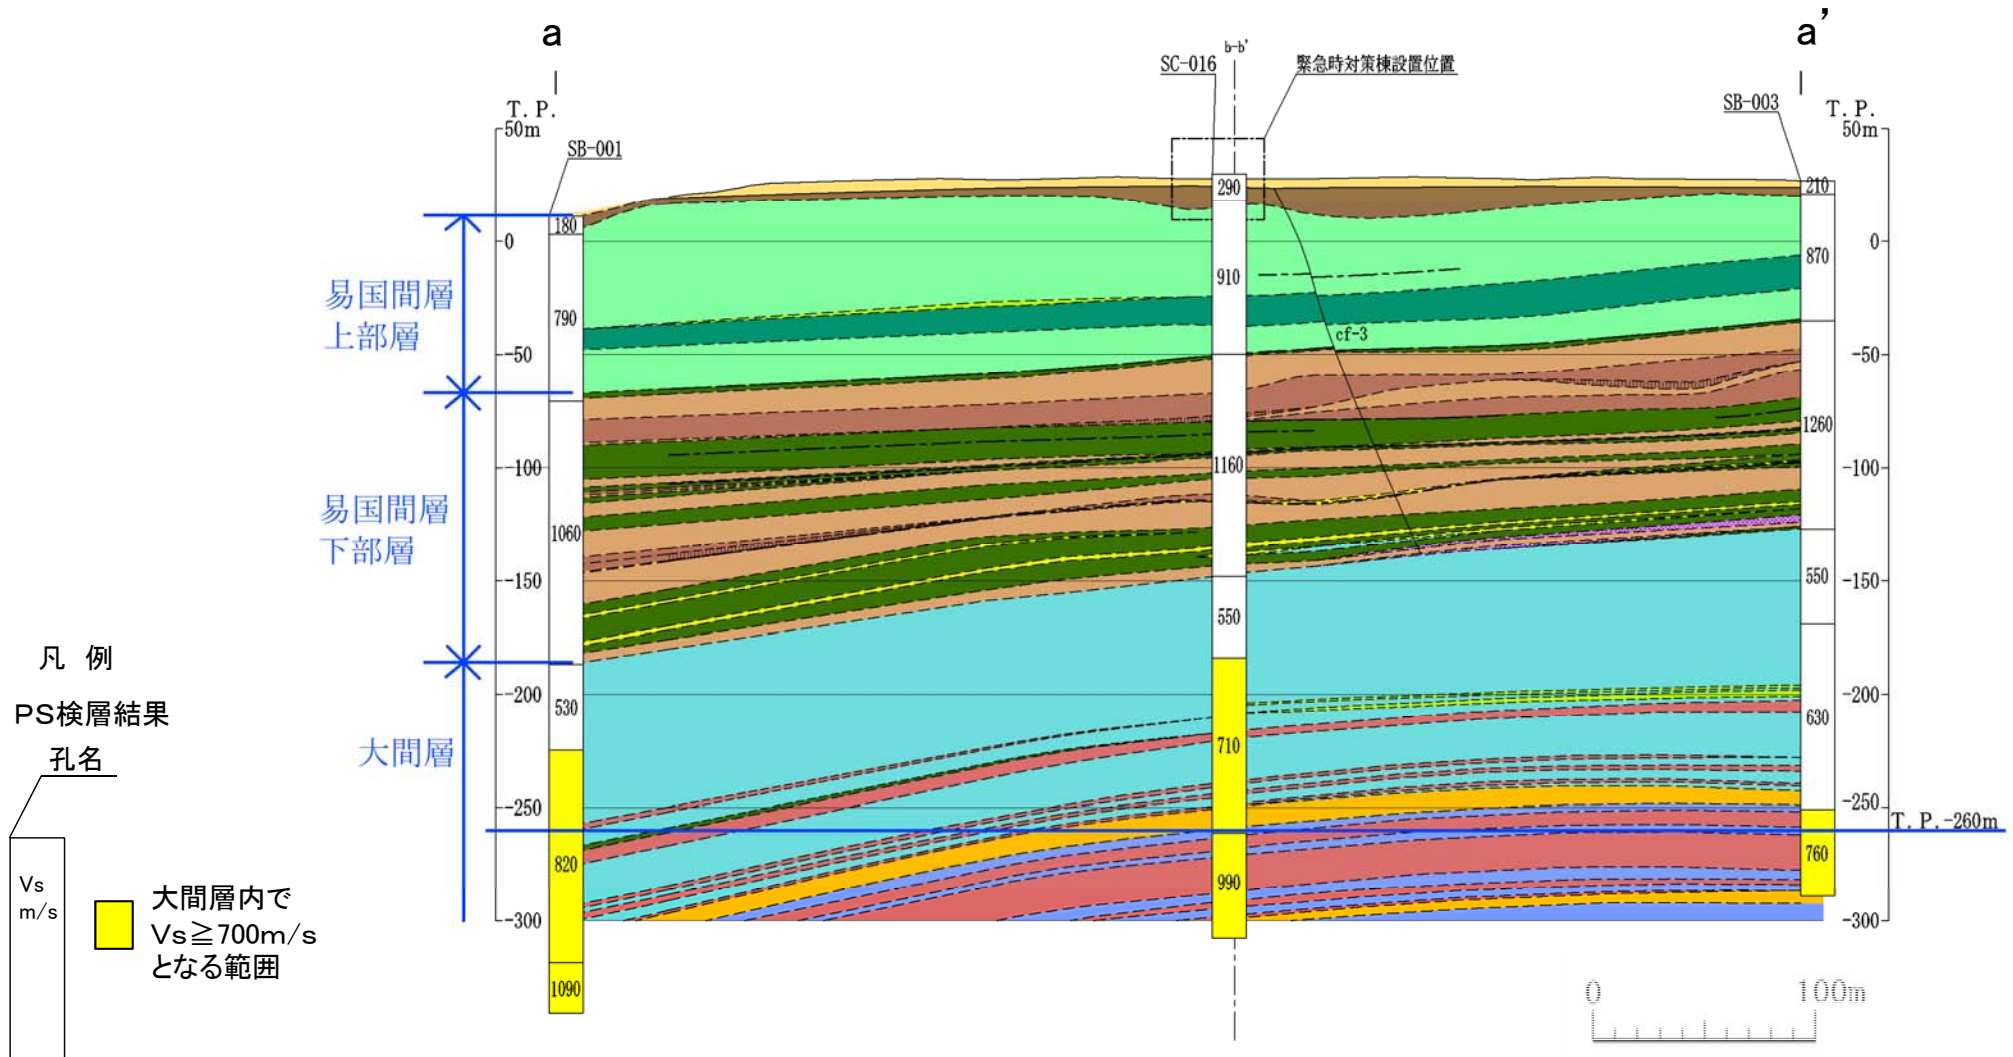 a
a'
b-b'
SC-016
緊急時対策棟設置位置
SB-003
T.P.
T.P.
50m
50m
SB-001
180
290
210
0
0
790
910
870
易国間層
上部層
cf-3
-50
-50
1060
1160
1260
-100
-100
易国間層
下部層
-150
-150
550
550
530
-200
-200
大間層
710
630
-250
-250
T.P.-260m
820
990
760
-300
-300
1090
凡 例
PS検層結果
孔名
Vs
m/s
大間層内で
Vs≧700m/s
となる範囲
0
100m